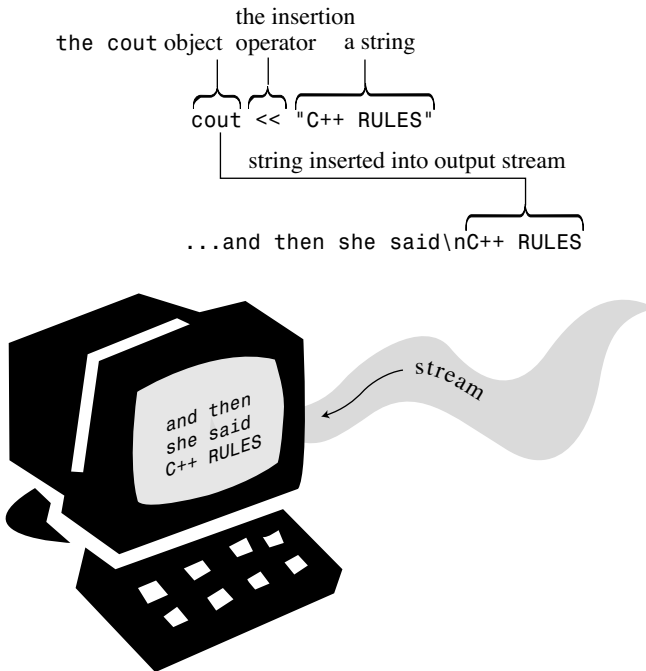 the insertion
the cout object operator a string
cout << "C++ RULES"
string inserted into output stream
...and then she said\nC++ RULES
stream
and then
she said
C++ RULES